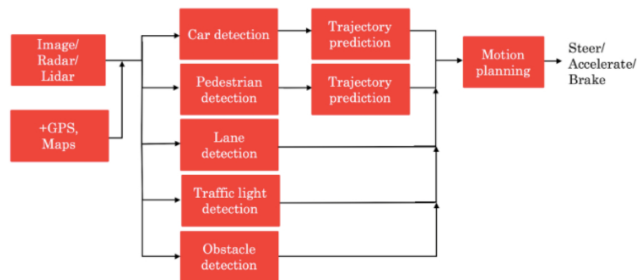 Image/
Radar/
Lidar
+GPS,
Maps
Car detection
Trajectory
prediction
Pedestrian
detection
Trajectory
prediction
Lane
detection
Traffic light
detection
Obstacle
detection
Motion
planning
Steer/
Accelerate/
Brake